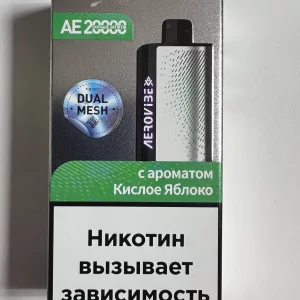 AE 20000
DUAL
MESH
AEROVIBE
с ароматом
Кислое Яблоко
Никотин
вызывает
зависимость